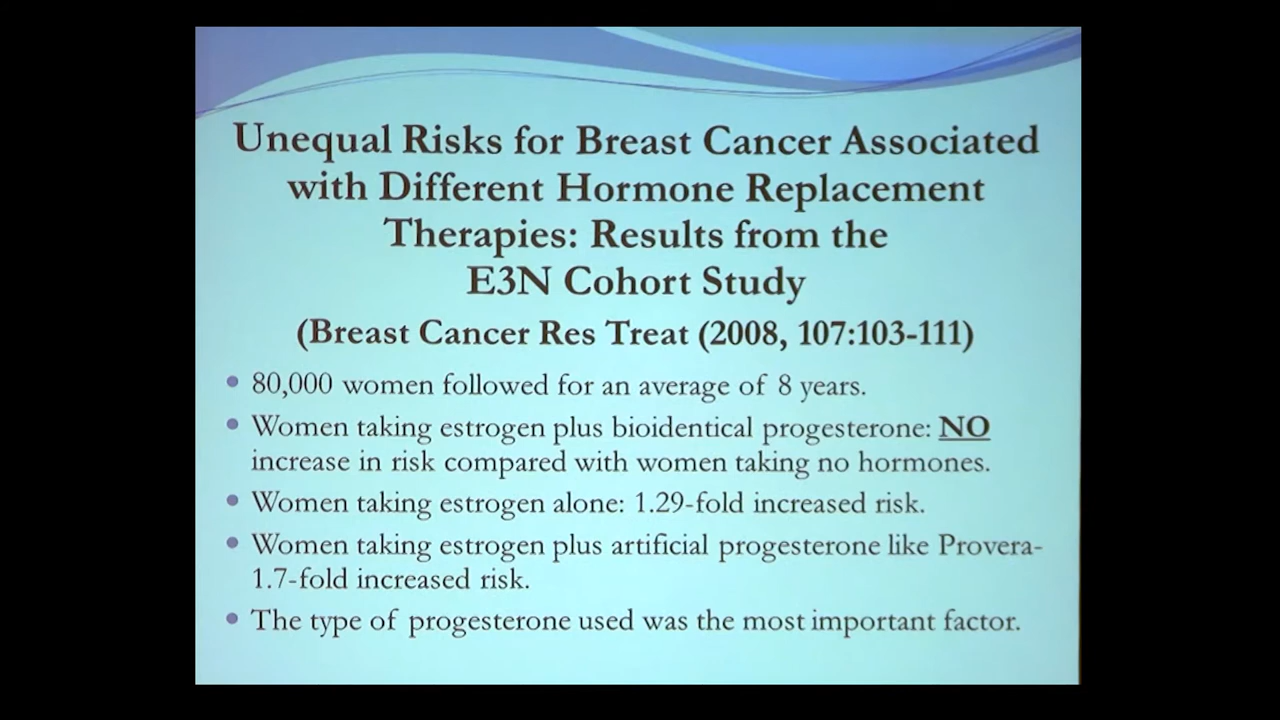 Unequal Risks for Breast Cancer Associated
with Different Hormone Replacement
Therapies: Results from the
E3N Cohort Study
(Breast Cancer Res Treat (2008, 107:103-111)
• 80,000 women followed for an average of 8 years.
• Women taking estrogen plus bioidentical progesterone: NO
increase in risk compared with women taking no hormones.
• Women taking estrogen alone: 1.29-fold increased risk.
• Women taking estrogen plus artificial progesterone like Provera-
1.7-fold increased risk.
• The type of progesterone used was the most important factor.